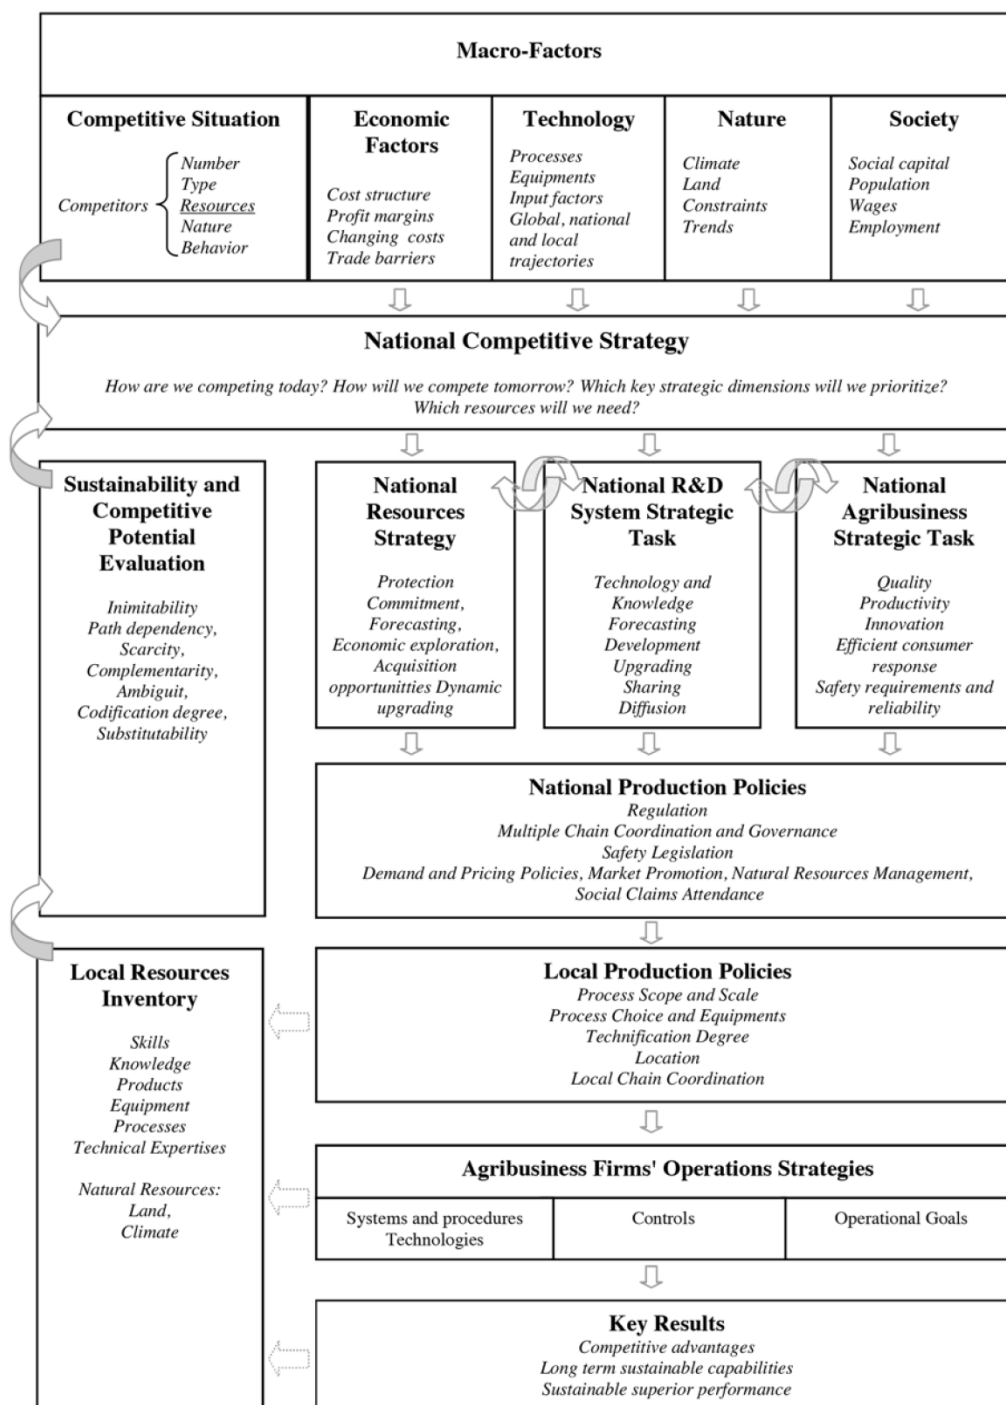 Macro-Factors
Competitive Situation
Competitors
Number
Type
Resources
Nature
Behavior
Economic
Factors
Cost structure
Profit margins
Changing costs
Trade barriers
Technology
Processes
Equipments
Input factors
Global, national
and local
trajectories
Nature
Climate
Land
Constraints
Trends
Society
Social capital
Population
Wages
Employment
National Competitive Strategy
How are we competing today? How will we compete tomorrow? Which key strategic dimensions will we prioritize?
Which resources will we need?
Sustainability and
Competitive
Potential
Evaluation
Inimitability
Path dependency,
Scarcity,
Complementarity,
Ambiguit,
Codification degree,
Substitutability
National
Resources
Strategy
Protection
Commitment,
Forecasting,
Economic exploration,
Acquisition
opportunitties Dynamic
upgrading
National R&D
System Strategic
Task
Technology and
Knowledge
Forecasting
Development
Upgrading
Sharing
Diffusion
National
Agribusiness
Strategic Task
Quality
Productivity
Innovation
Efficient consumer
response
Safety requirements and
reliability
National Production Policies
Regulation
Multiple Chain Coordination and Governance
Safety Legislation
Demand and Pricing Policies, Market Promotion, Natural Resources Management,
Social Claims Attendance
Local Resources
Inventory
Skills
Knowledge
Products
Equipment
Processes
Technical Expertises
Natural Resources:
Land,
Climate
Local Production Policies
Process Scope and Scale
Process Choice and Equipments
Technification Degree
Location
Local Chain Coordination
Agribusiness Firms' Operations Strategies
Systems and procedures
Technologies
Controls
Operational Goals
Key Results
Competitive advantages
Long term sustainable capabilities
Sustainable superior performance